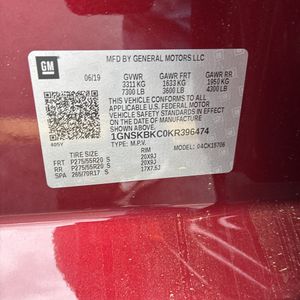 GM
MFD BY GENERAL MOTORS LLC
06/19 GVWR GAWR FRT GAWR RR
3311 KG 1633 KG 1950 KG
7300 LB 3600 LB 4300 LB
THIS VEHICLE CONFORMS TO ALL
APPLICABLE U.S. FEDERAL MOTOR
VEHICLE SAFETY STANDARDS IN
EFFECT ON THE DATE OF MANUFACTURE
SHOWN ABOVE.
1GNSKBKC0KR396474
TYPE: M.P.V. MODEL: 04CK15706
TIRE SIZE RIM
FRT P275/55R20 S 20X9J
RR P275/55R20 S 20X9J
SPA 265/70R17 S 17X7.5J